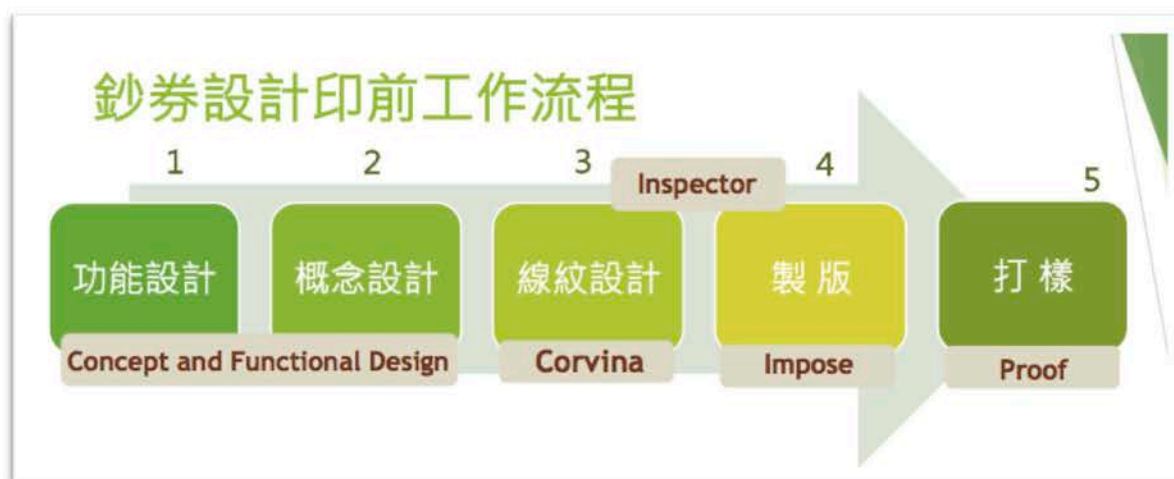 鈔券設計印前工作流程
1 2 3 4 5
Inspector
功能設計 概念設計 線紋設計 製版 打樣
Concept and Functional Design Corvina Impose Proof